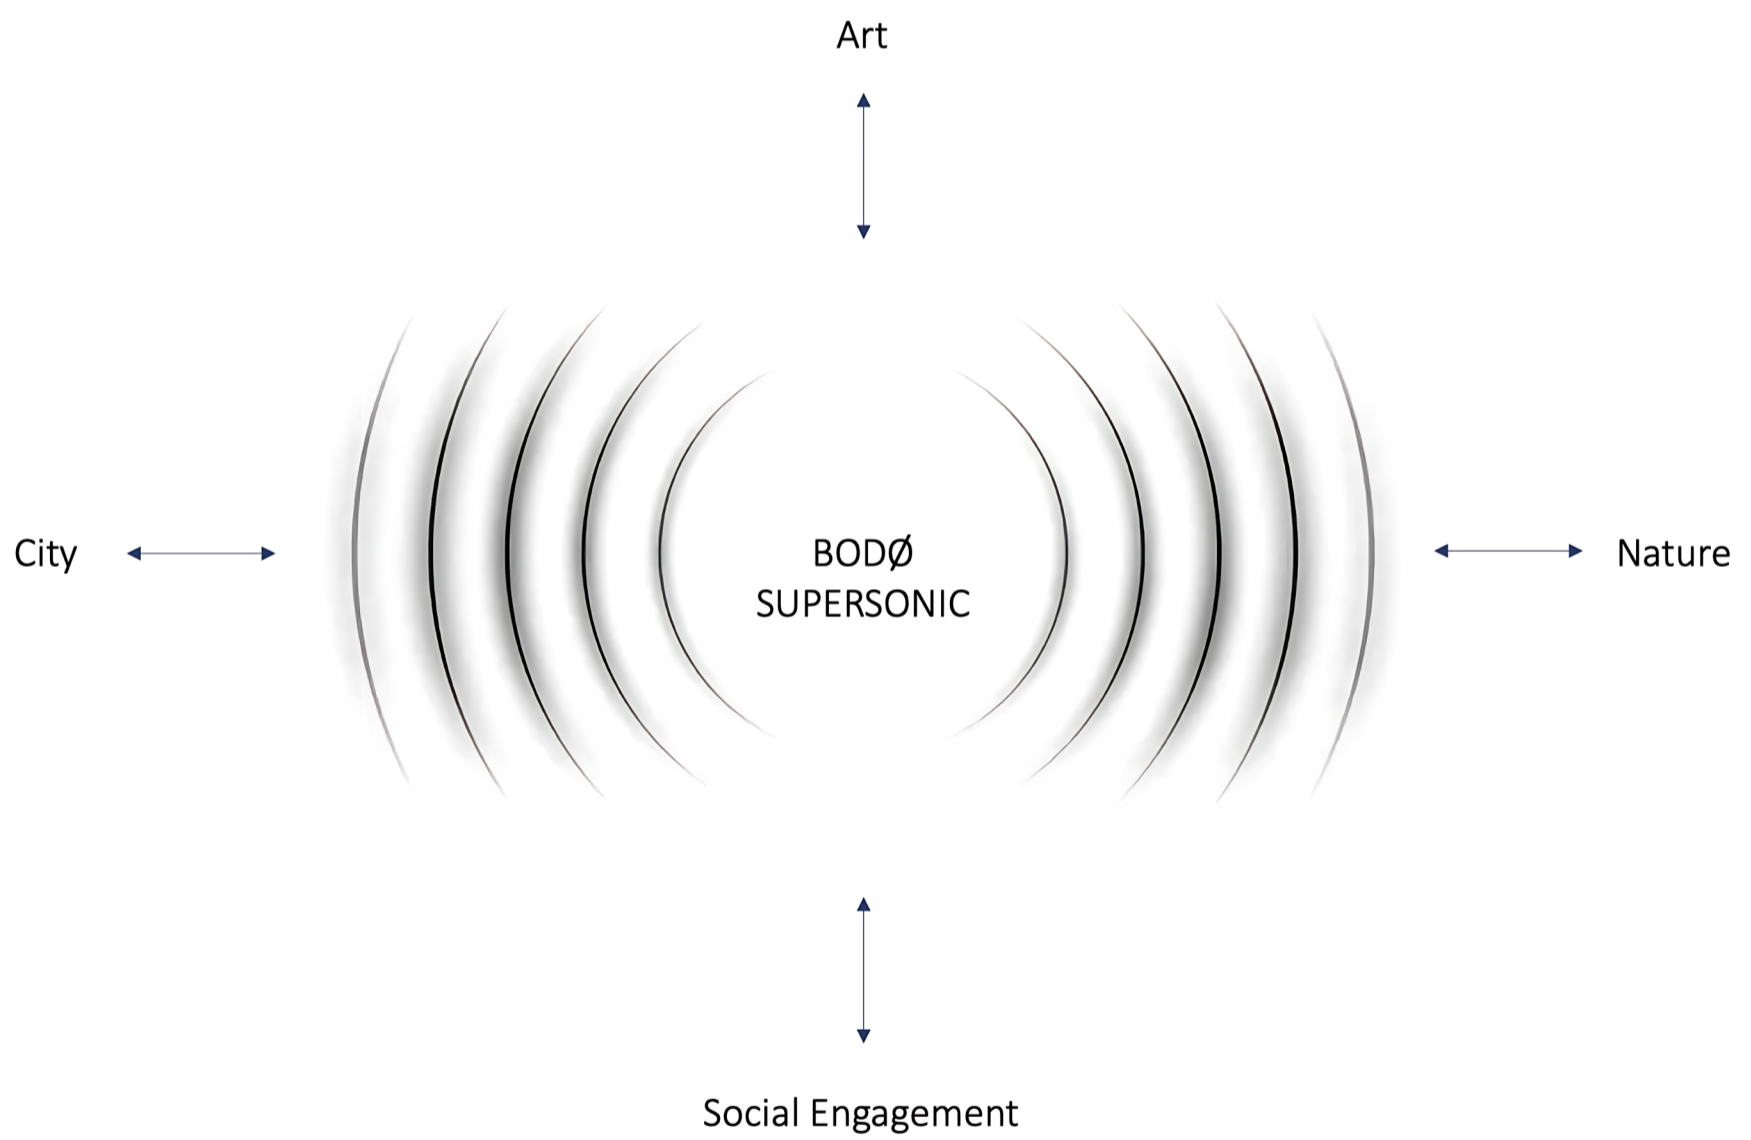 Art
City
BODØ
SUPERSONIC
Nature
Social Engagement